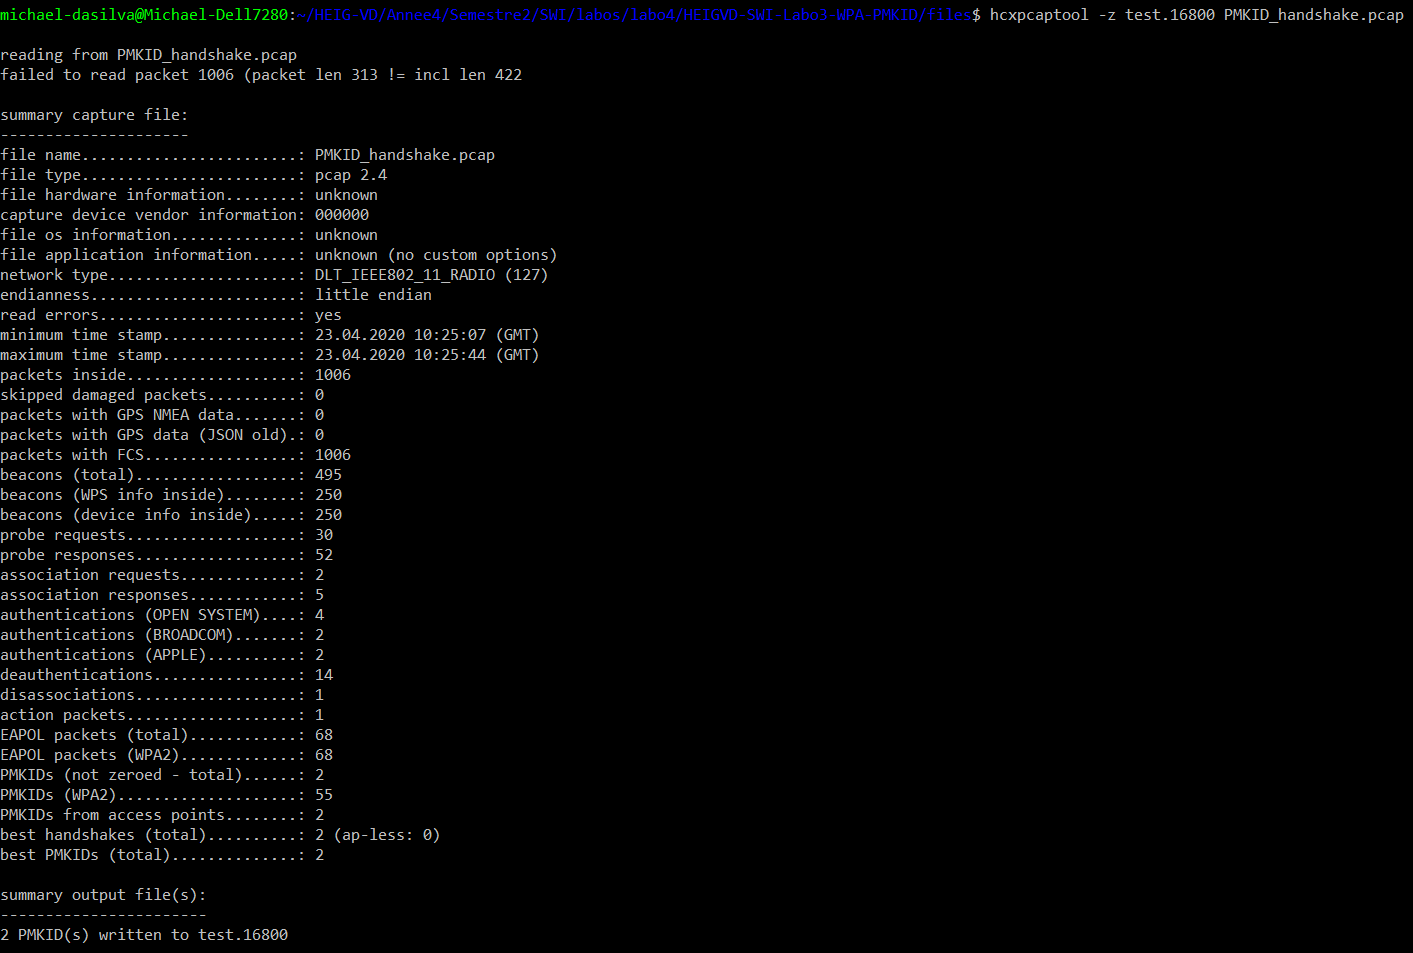 michael-dasilva@Michael-Dell7280:~/HEIG-VD/Annee4/Semestre2/SWI/labos/labo4/HEIGVD-SWI-Labo3-WPA-PMKID/files$ hcxpcaptool -z test.16800 PMKID_handshake.pcap
reading from PMKID_handshake.pcap
failed to read packet 1006 (packet len 313 != incl len 422
summary capture file:
---------------------
file name........................: PMKID_handshake.pcap
file type........................: pcap 2.4
file hardware information........: unknown
capture device vendor information: 000000
file os information..............: unknown
file application information.....: unknown (no custom options)
network type.....................: DLT_IEEE802_11_RADIO (127)
endianness.......................: little endian
read errors......................: yes
minimum time stamp...............: 23.04.2020 10:25:07 (GMT)
maximum time stamp...............: 23.04.2020 10:25:44 (GMT)
packets inside...................: 1006
skipped damaged packets..........: 0
packets with GPS NMEA data.......: 0
packets with GPS data (JSON old).: 0
packets with FCS.................: 1006
beacons (total)..................: 495
beacons (WPS info inside)........: 250
beacons (device info inside).....: 250
probe requests...................: 30
probe responses..................: 52
association requests.............: 2
association responses............: 5
authentications (OPEN SYSTEM)....: 4
authentications (BROADCOM).......: 2
authentications (APPLE)..........: 2
deauthentications................: 14
disassociations..................: 1
action packets...................: 1
EAPOL packets (total)............: 68
EAPOL packets (WPA2).............: 68
PMKIDs (not zeroed - total)......: 2
PMKIDs (WPA2)....................: 55
PMKIDs from access points........: 2
best handshakes (total)..........: 2 (ap-less: 0)
best PMKIDs (total)..............: 2
summary output file(s):
-----------------------
2 PMKID(s) written to test.16800